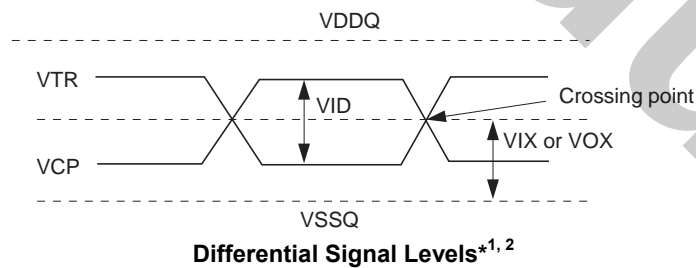 VDDQ
VTR
VID
Crossing point
VIX or VOX
VCP
VSSQ
Differential Signal Levels*1, 2